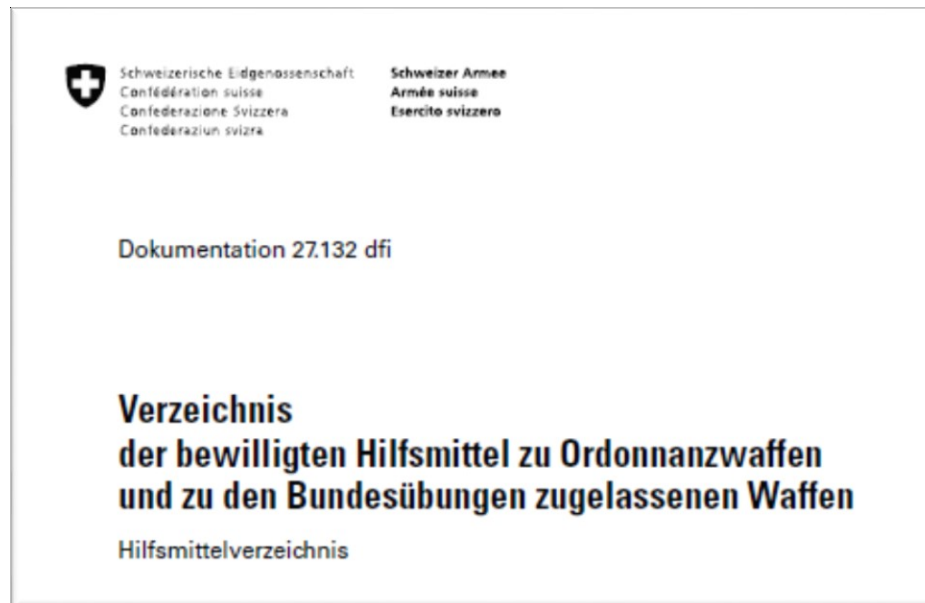 Schweizerische Eidgenossenschaft
Confédération suisse
Confederazione Svizzera
Confederaziun svizra
Schweizer Armee
Armée suisse
Esercito svizzero
Dokumentation 27.132 dfi
Verzeichnis
der bewilligten Hilfsmittel zu Ordonnanzwaffen
und zu den Bundesübungen zugelassenen Waffen
Hilfsmittelverzeichnis